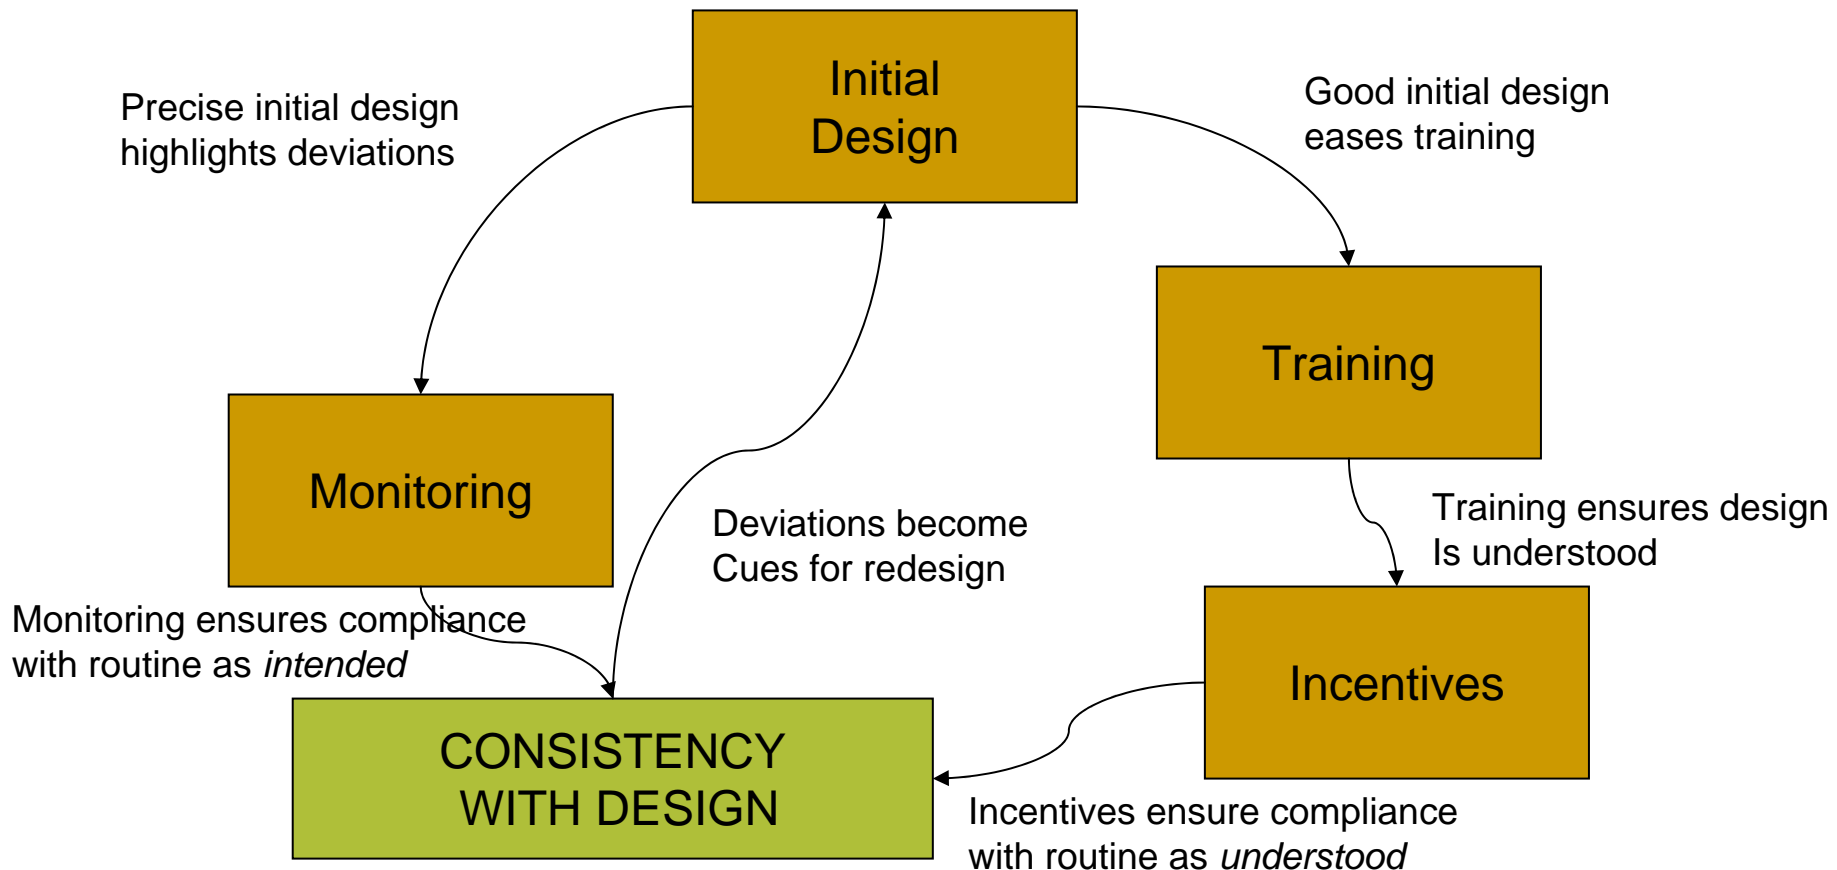 Initial
Design
Precise initial design
highlights deviations
Good initial design
eases training
Training
Monitoring
Deviations become
Cues for redesign
Training ensures design
Is understood
Monitoring ensures compliance
with routine as intended
Incentives
CONSISTENCY
WITH DESIGN
Incentives ensure compliance
with routine as understood